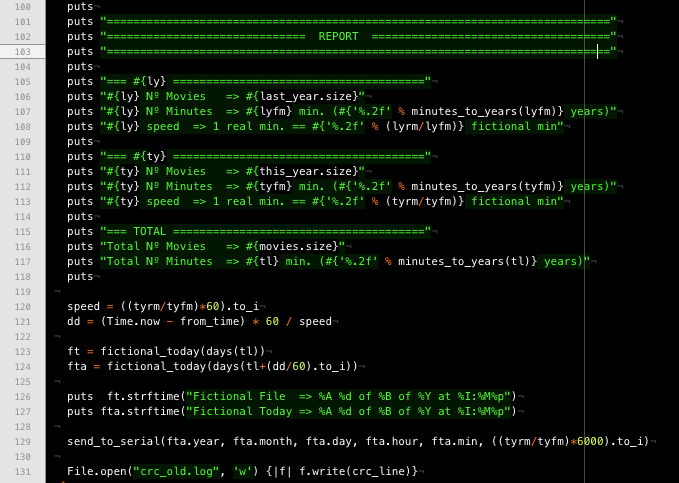 100 puts¬
101 puts "============================================================================"¬
102 puts "============================== REPORT ===================================="¬
103 puts "============================================================================"¬
104 puts¬
105 puts "=== #{ly} ======================================"¬
106 puts "#{ly} Nº Movies   => #{last_year.size}"¬
107 puts "#{ly} Nº Minutes  => #{lyfm} min. (#{'%.2f' % minutes_to_years(lyfm)} years)"¬
108 puts "#{ly} speed  => 1 real min. == #{'%.2f' % (lyrm/lyfm)} fictional min"¬
109 puts¬
110 puts "=== #{ty} ======================================"¬
111 puts "#{ty} Nº Movies   => #{this_year.size}"¬
112 puts "#{ty} Nº Minutes  => #{tyfm} min. (#{'%.2f' % minutes_to_years(tyfm)} years)"¬
113 puts "#{ty} speed  => 1 real min. == #{'%.2f' % (tyrm/tyfm)} fictional min"¬
114 puts¬
115 puts "=== TOTAL ======================================"¬
116 puts "Total Nº Movies   => #{movies.size}"¬
117 puts "Total Nº Minutes  => #{tl} min. (#{'%.2f' % minutes_to_years(tl)} years)"¬
118 puts¬
119 ¬
120 speed = ((tyrm/tyfm)*60).to_i¬
121 dd = (Time.now - from_time) * 60 / speed¬
122 ¬
123 ft = fictional_today(days(tl))¬
124 fta = fictional_today(days(tl+(dd/60).to_i))¬
125 ¬
126 puts  ft.strftime("Fictional File  => %A %d of %B of %Y at %I:%M%p")¬
127 puts fta.strftime("Fictional Today => %A %d of %B of %Y at %I:%M%p")¬
128 ¬
129 send_to_serial(fta.year, fta.month, fta.day, fta.hour, fta.min, ((tyrm/tyfm)*6000).to_i)¬
130 ¬
131 File.open("crc_old.log", 'w') {|f| f.write(crc_line)}¬